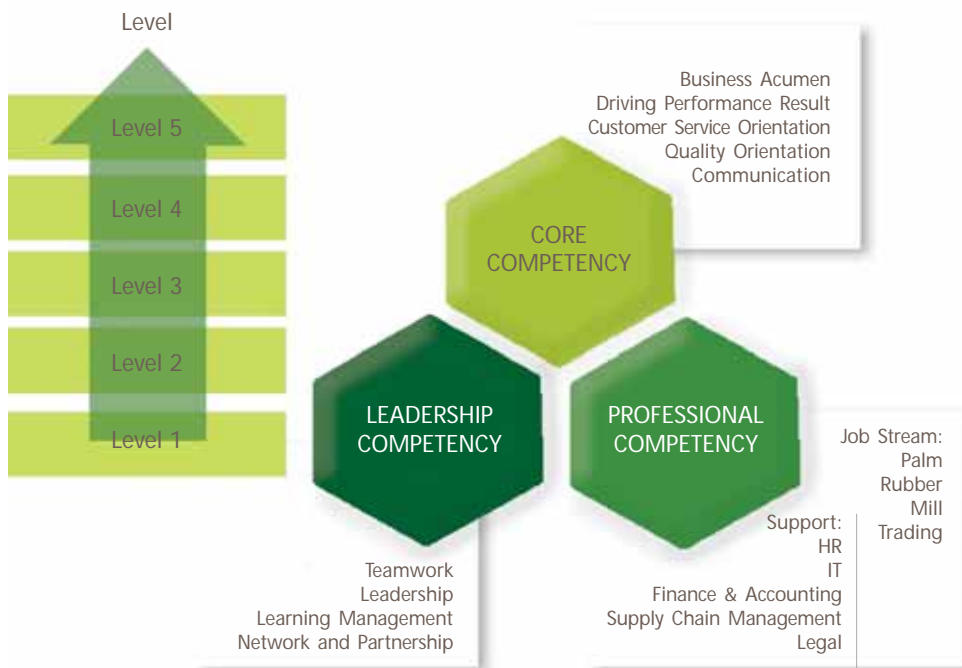 Level
Level 5
Level 4
Level 3
Level 2
Level 1
Business Acumen
Driving Performance Result
Customer Service Orientation
Quality Orientation
Communication
CORE
COMPETENCY
LEADERSHIP
COMPETENCY
PROFESSIONAL
COMPETENCY
Teamwork
Leadership
Learning Management
Network and Partnership
Support:
HR
IT
Finance & Accounting
Supply Chain Management
Legal
Job Stream:
Palm
Rubber
Mill
Trading